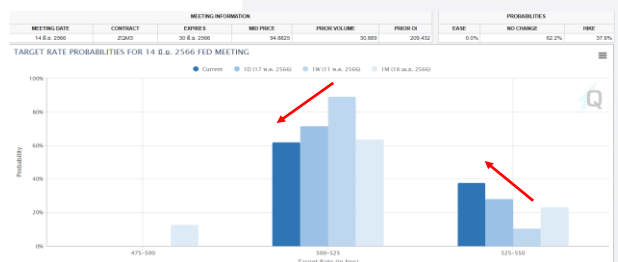 MEETING INFORMATION PROBABILITIES
MEETING DATE CONTRACT EXPIRES MID PRICE PRIOR VOLUME PRIOR OI EASE NO CHANGE HIKE
14 มิ.ย. 2566 ZQM3 30 มิ.ย. 2566 94.8825 30,889 209,432 0.0% 62.2% 37.8%
TARGET RATE PROBABILITIES FOR 14 มิ.ย. 2566 FED MEETING
Current 1D (17 พ.ค. 2566) 1W (11 พ.ค. 2566) 1M (18 เม.ย. 2566)
100%
80%
60%
40%
20%
0%
Probability
475-500 500-525 525-550
Target Rate (in bps)
Q